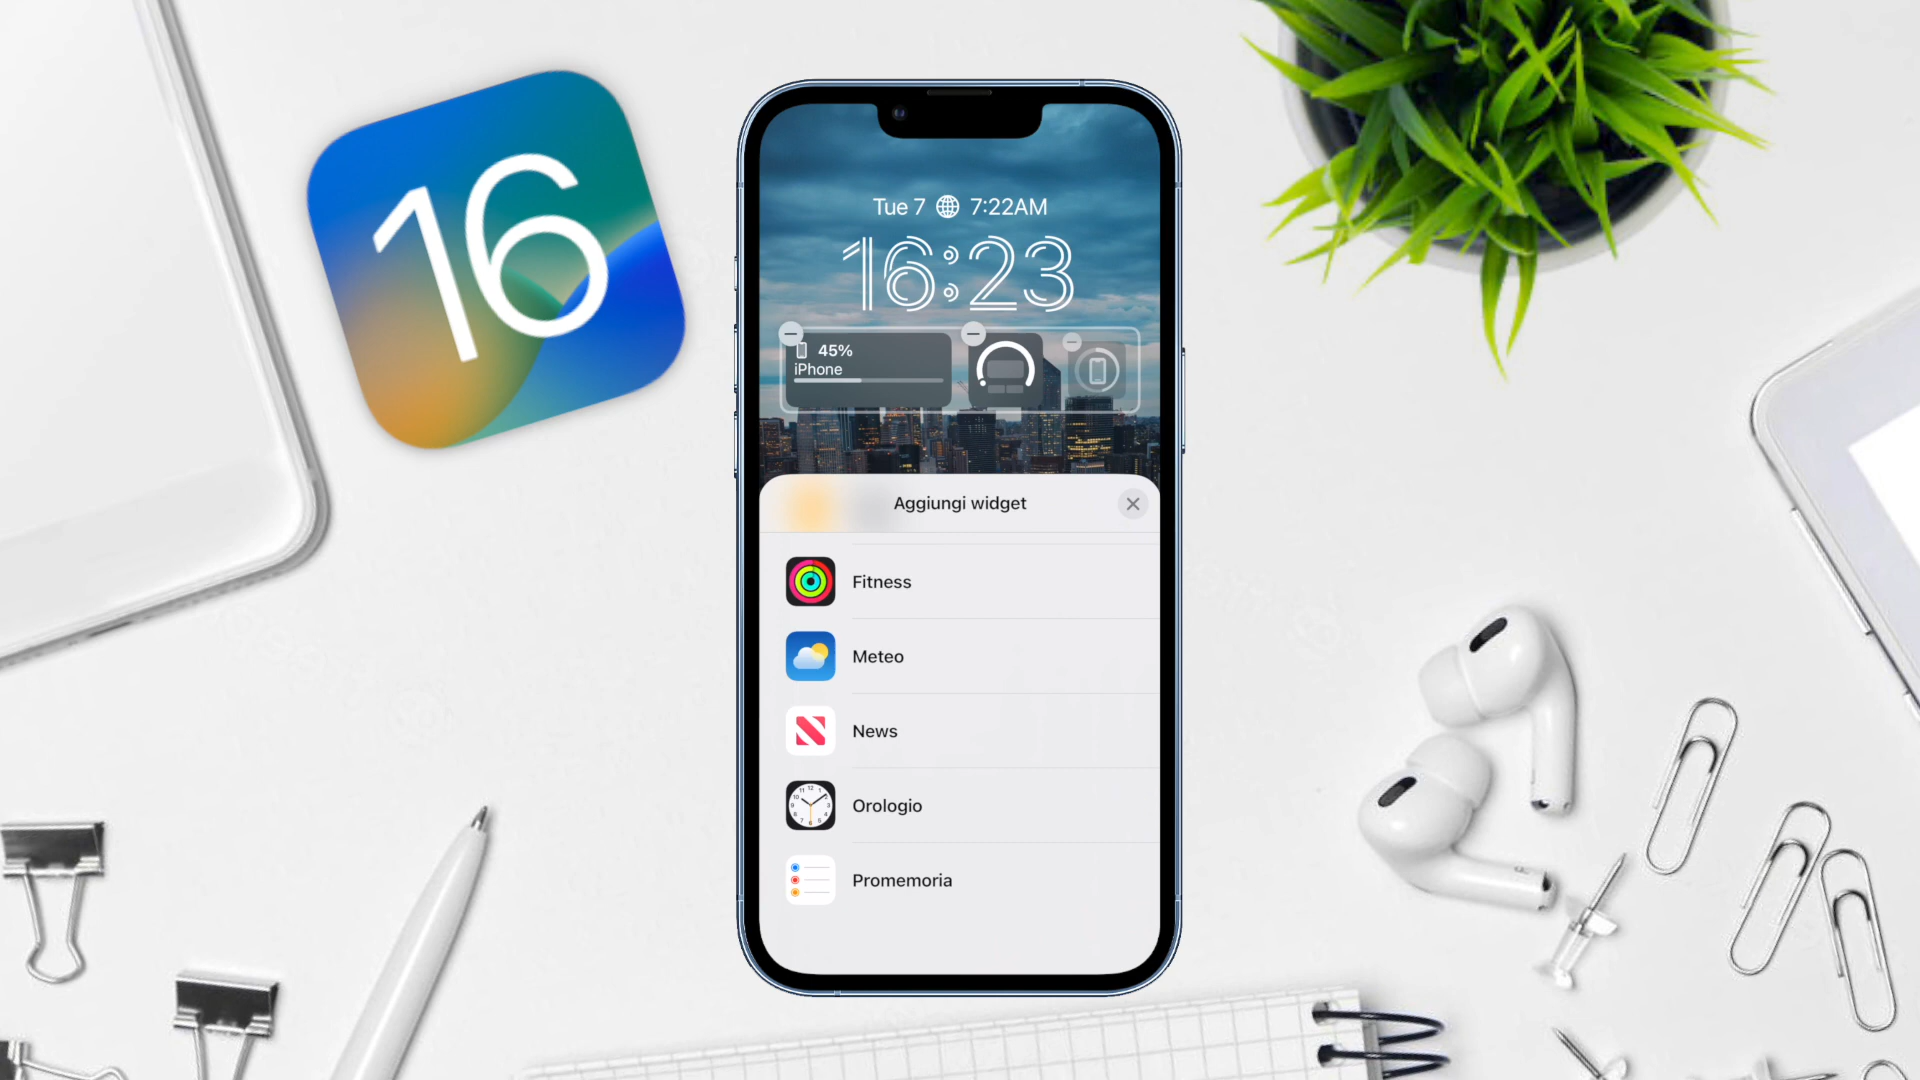 16
Tue 7 7:22AM
16:23
45%
iPhone
Aggiungi widget
Fitness
Meteo
News
Orologio
Promemoria